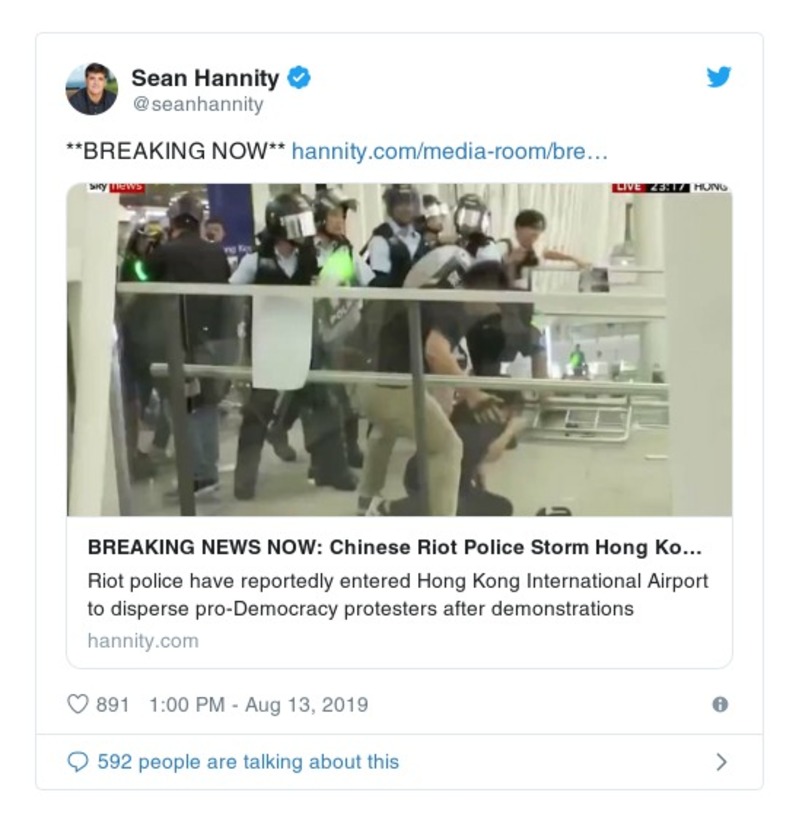 Sean Hannity
@seanhannity
**BREAKING NOW** hannity.com/media-room/bre…
sky news
LIVE 23:17 HONG
POLICE
BREAKING NEWS NOW: Chinese Riot Police Storm Hong Ko...
Riot police have reportedly entered Hong Kong International Airport
to disperse pro-Democracy protesters after demonstrations
hannity.com
891 1:00 PM - Aug 13, 2019
592 people are talking about this